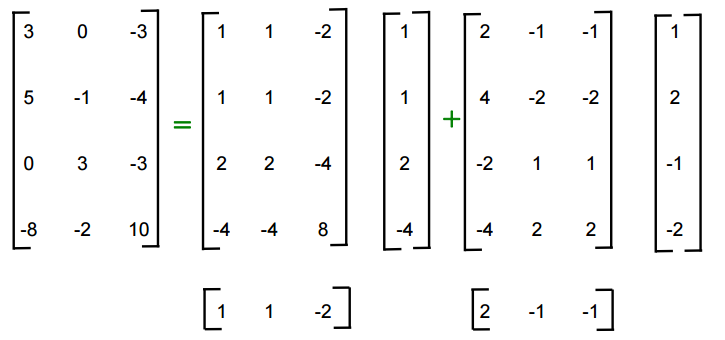 3 0 -3 1 1 -2 1 2 -1 -1 1
5 -1 -4 1 1 -2 1 4 -2 -2 2
= +
0 3 -3 2 2 -4 2 -2 1 1 -1
-8 -2 10 -4 -4 8 -4 -4 2 2 -2
1 1 -2 2 -1 -1